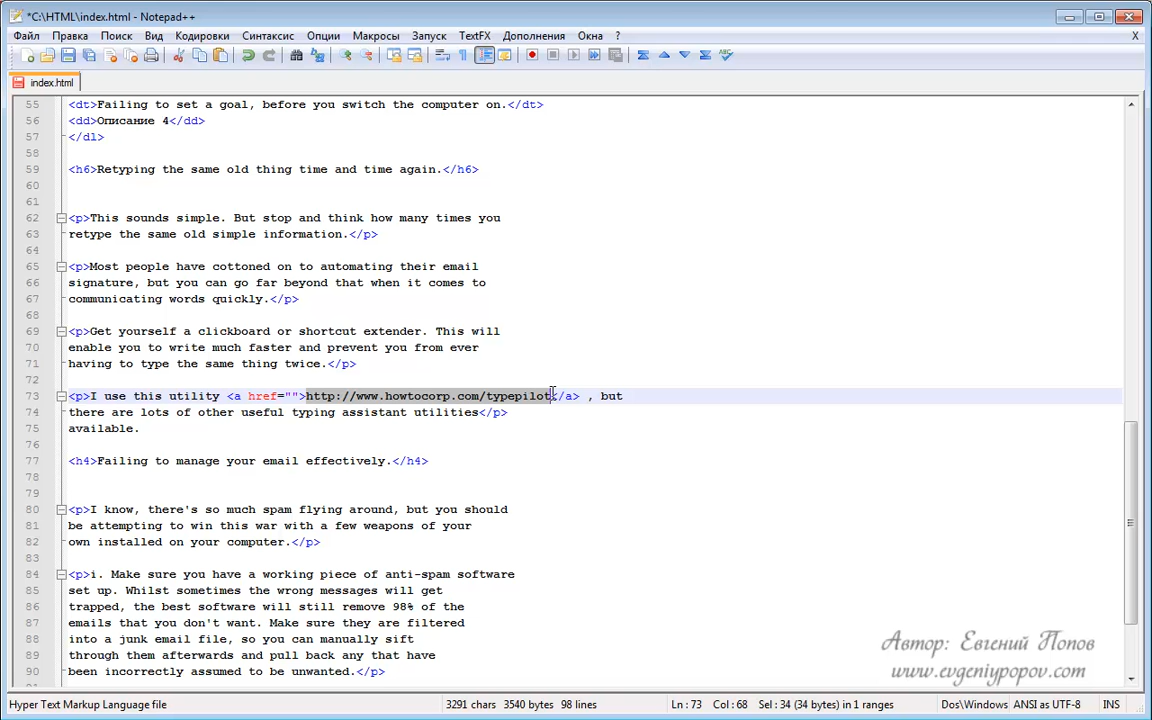 *C:\HTML\index.html - Notepad++
Файл Правка Поиск Вид Кодировки Синтаксис Опции Макросы Запуск TextFX Дополнения Окна ? X
index.html
55 <dt>Failing to set a goal, before you switch the computer on.</dt>
56 <dd>Описание 4</dd>
57 </dl>
58
59 <h6>Retyping the same old thing time and time again.</h6>
60
61
62 <p>This sounds simple. But stop and think how many times you
63 retype the same old simple information.</p>
64
65 <p>Most people have cottoned on to automating their email
66 signature, but you can go far beyond that when it comes to
67 communicating words quickly.</p>
68
69 <p>Get yourself a clickboard or shortcut extender. This will
70 enable you to write much faster and prevent you from ever
71 having to type the same thing twice.</p>
72
73 <p>I use this utility <a href="">http://www.howtocorp.com/typepilot</a> , but
74 there are lots of other useful typing assistant utilities</p>
75 available.
76
77 <h4>Failing to manage your email effectively.</h4>
78
79
80 <p>I know, there's so much spam flying around, but you should
81 be attempting to win this war with a few weapons of your
82 own installed on your computer.</p>
83
84 <p>i. Make sure you have a working piece of anti-spam software
85 set up. Whilst sometimes the wrong messages will get
86 trapped, the best software will still remove 98% of the
87 emails that you don't want. Make sure they are filtered
88 into a junk email file, so you can manually sift
89 through them afterwards and pull back any that have
90 been incorrectly assumed to be unwanted.</p>
Автор: Евгений Попов
www.evgeniypopov.com
Hyper Text Markup Language file 3291 chars 3540 bytes 98 lines Ln : 73 Col : 68 Sel : 34 (34 bytes) in 1 ranges Dos\Windows ANSI as UTF-8 INS